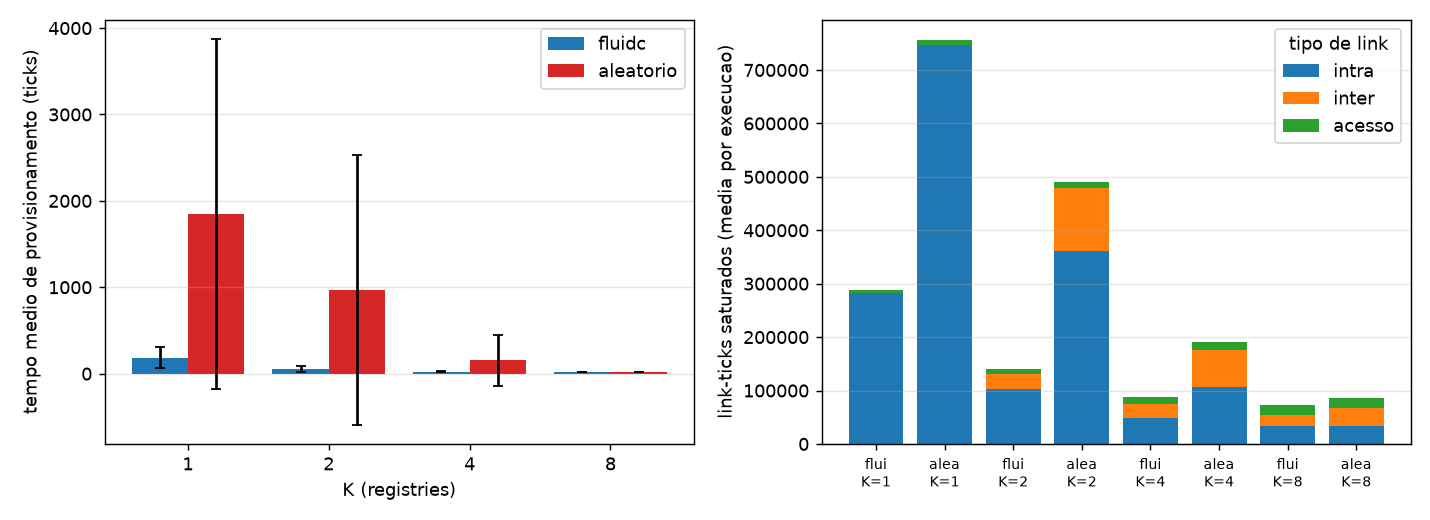 tempo medio de provisionamento (ticks)
4000
3000
2000
1000
0
fluidc
aleatorio
1
2
4
8
K (registries)
link-ticks saturados (media por execucao)
700000
600000
500000
400000
300000
200000
100000
0
tipo de link
intra
inter
acesso
flui
K=1
alea
K=1
flui
K=2
alea
K=2
flui
K=4
alea
K=4
flui
K=8
alea
K=8